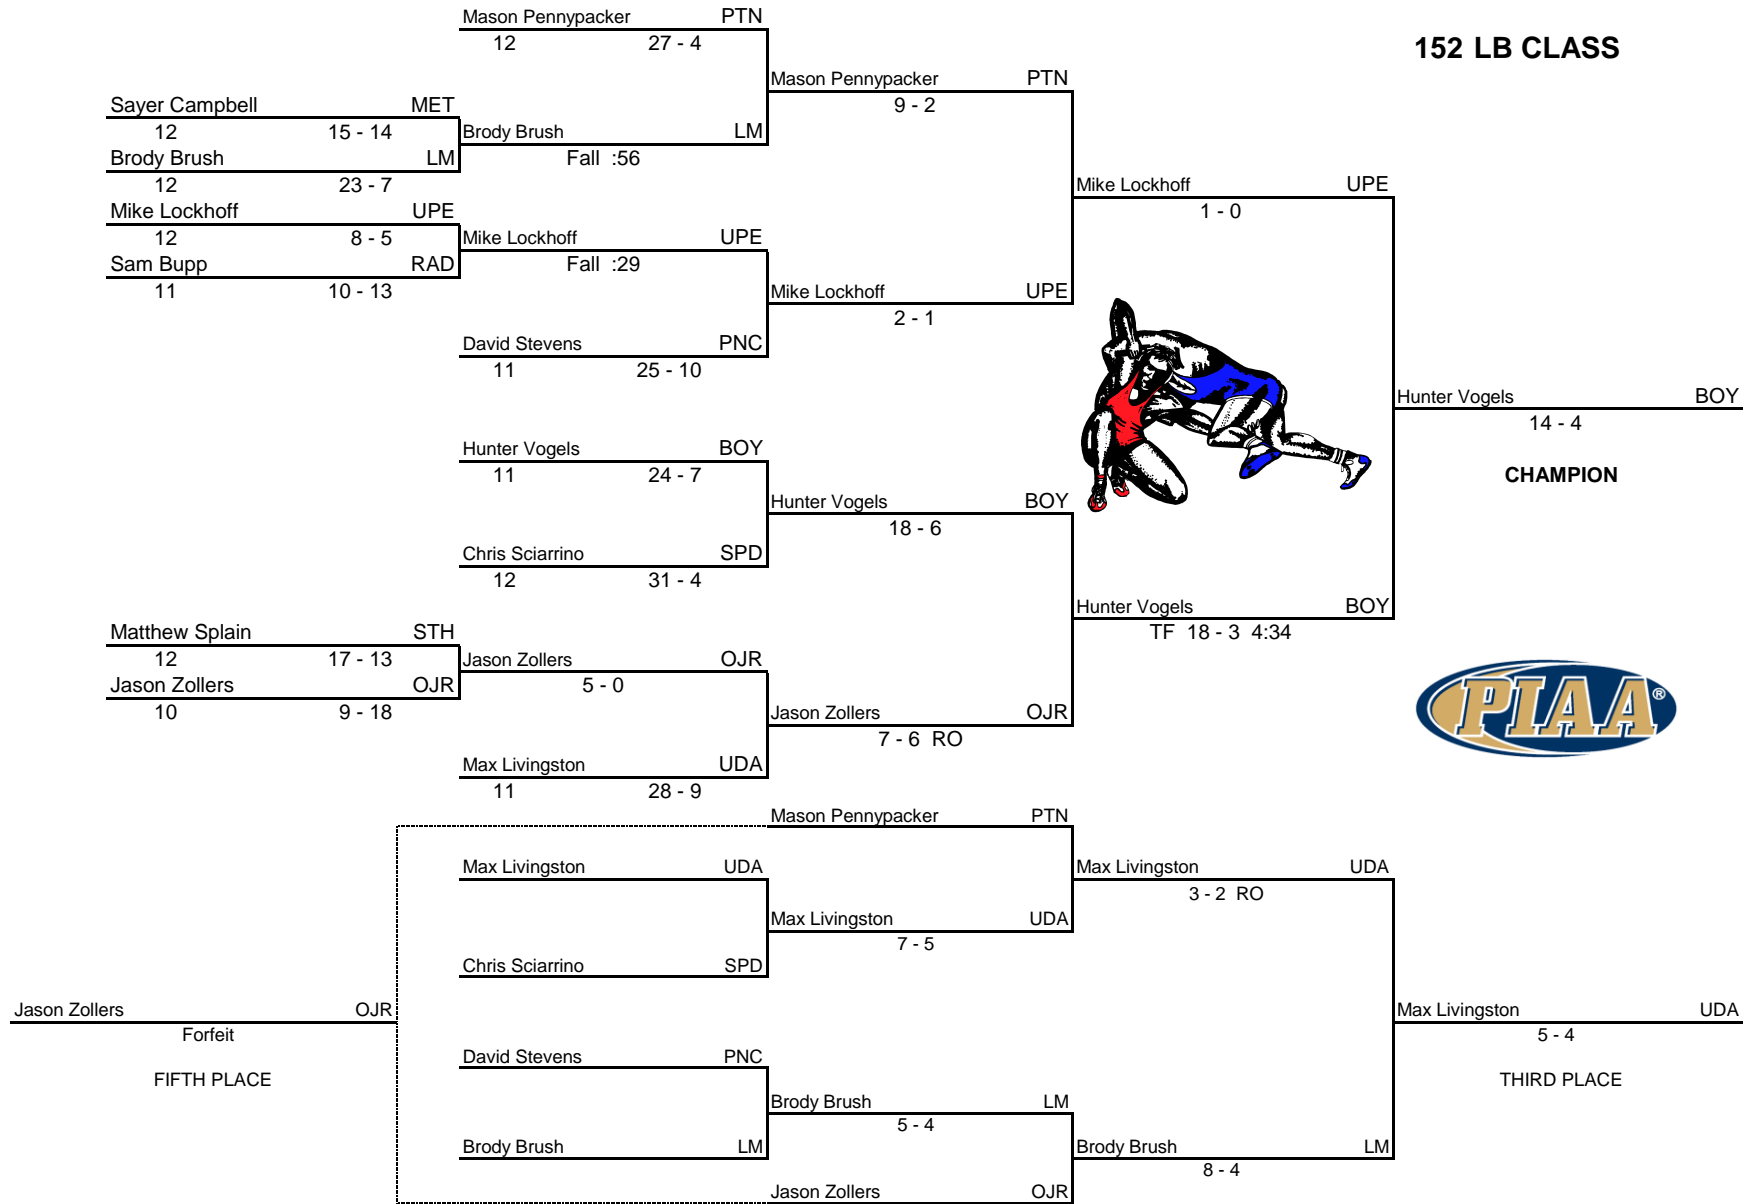 Mason Pennypacker PTN
12 27 - 4
152 LB CLASS
Mason Pennypacker PTN
9 - 2
Sayer Campbell MET
12 15 - 14
Brody Brush LM
Fall :56
Brody Brush LM
12 23 - 7
Mike Lockhoff UPE
1 - 0
Mike Lockhoff UPE
12 8 - 5
Mike Lockhoff UPE
Fall :29
Sam Bupp RAD
11 10 - 13
Mike Lockhoff UPE
2 - 1
David Stevens PNC
11 25 - 10
Hunter Vogels BOY
14 - 4
CHAMPION
Hunter Vogels BOY
11 24 - 7
Hunter Vogels BOY
18 - 6
Chris Sciarrino SPD
12 31 - 4
Hunter Vogels BOY
TF 18 - 3 4:34
Matthew Splain STH
12 17 - 13
Jason Zollers OJR
5 - 0
Jason Zollers OJR
10 9 - 18
PIAA®
Jason Zollers OJR
7 - 6 RO
Max Livingston UDA
11 28 - 9
Mason Pennypacker PTN
Max Livingston UDA
Max Livingston UDA
3 - 2 RO
Max Livingston UDA
7 - 5
Chris Sciarrino SPD
Jason Zollers OJR
Forfeit
FIFTH PLACE
Max Livingston UDA
5 - 4
THIRD PLACE
David Stevens PNC
Brody Brush LM
5 - 4
Brody Brush LM
Brody Brush LM
8 - 4
Jason Zollers OJR